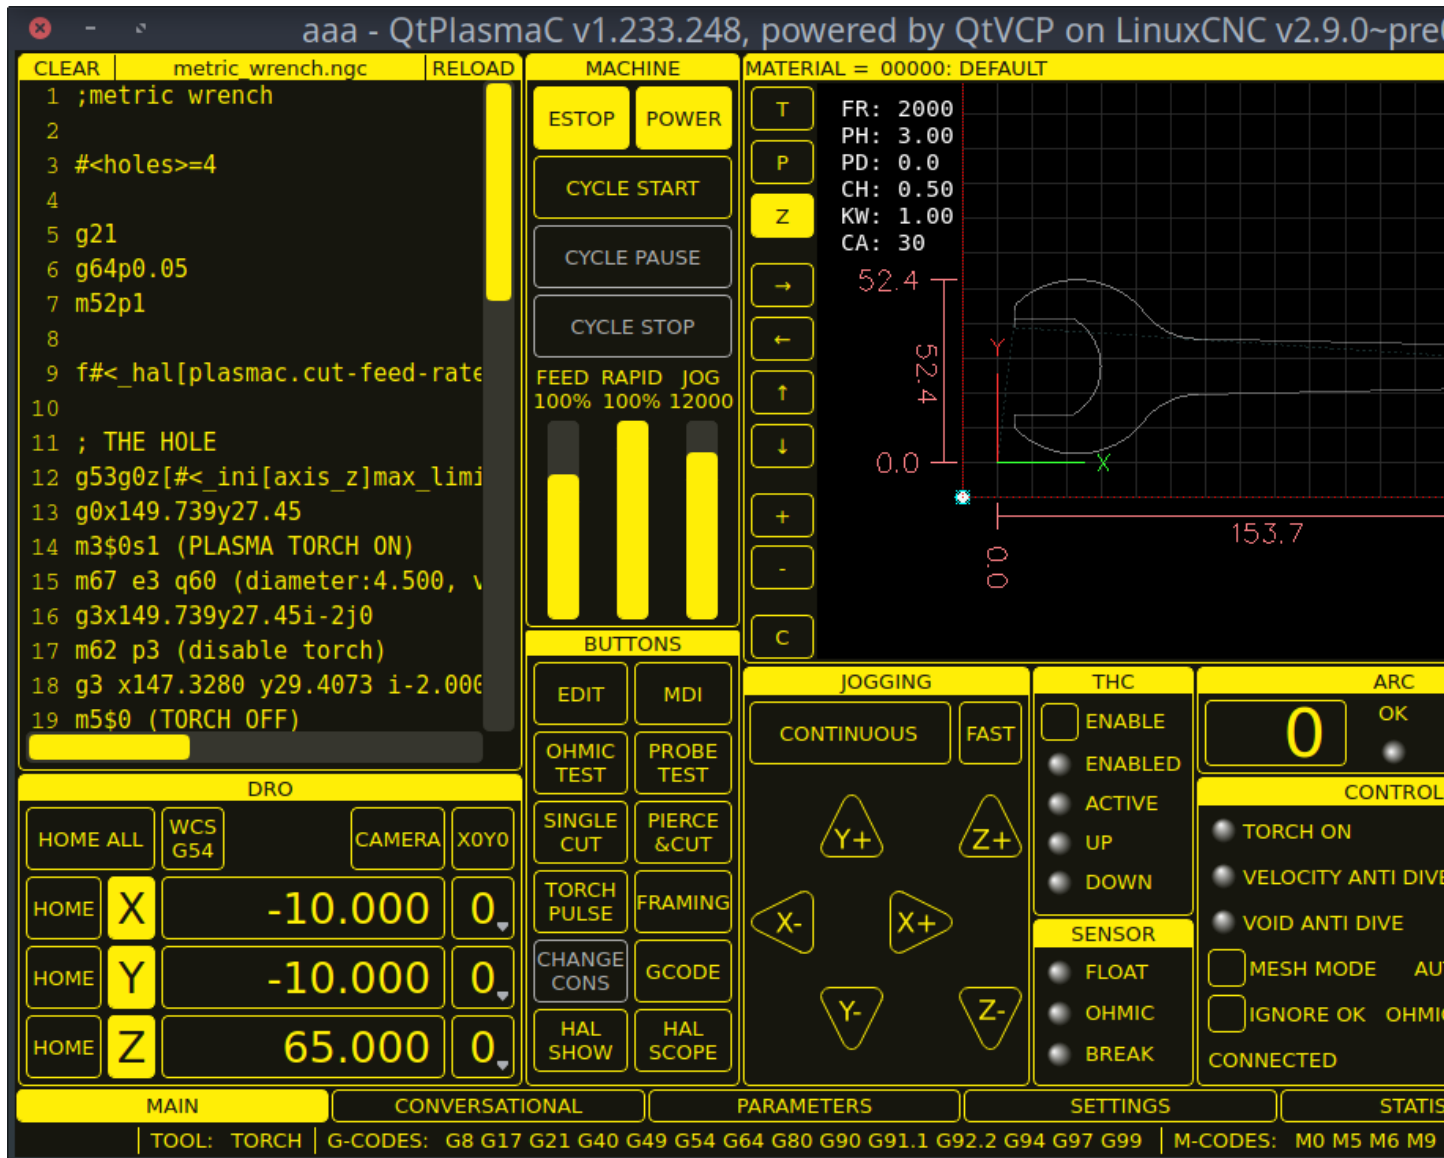 aaa - QtPlasmaC v1.233.248, powered by QtVCP on LinuxCNC v2.9.0~pre
CLEAR metric_wrench.ngc RELOAD
1 ;metric wrench
2
3 #<holes>=4
4
5 g21
6 g64p0.05
7 m52p1
8
9 f#<_hal[plasmac.cut-feed-rate
10
11 ; THE HOLE
12 g53g0z[#<_ini[axis_z]max_limi
13 g0x149.739y27.45
14 m3$0s1 (PLASMA TORCH ON)
15 m67 e3 q60 (diameter:4.500, v
16 g3x149.739y27.45i-2j0
17 m62 p3 (disable torch)
18 g3 x147.3280 y29.4073 i-2.000
19 m5$0 (TORCH OFF)
DRO
HOME ALL
WCS
G54
CAMERA
X0Y0
HOME X -10.000 0
HOME Y -10.000 0
HOME Z 65.000 0
MACHINE
ESTOP POWER
CYCLE START
CYCLE PAUSE
CYCLE STOP
FEED RAPID JOG
100% 100% 12000
BUTTONS
EDIT
MDI
OHMIC
TEST
PROBE
TEST
SINGLE
CUT
PIERCE
&CUT
TORCH
PULSE
FRAMING
CHANGE
CONS
GCODE
HAL
SHOW
HAL
SCOPE
MATERIAL = 00000: DEFAULT
T
P
Z
→
←
↑
↓
+
-
C
FR: 2000
PH: 3.00
PD: 0.0
CH: 0.50
KW: 1.00
CA: 30
52.4
52.4
0.0
Y
X
153.7
0.0
JOGGING
CONTINUOUS FAST
Y+ Z+
X- X+
Y- Z-
THC
ENABLE
ENABLED
ACTIVE
UP
DOWN
SENSOR
FLOAT
OHMIC
BREAK
ARC
0 OK
CONTROL
TORCH ON
VELOCITY ANTI DIVE
VOID ANTI DIVE
MESH MODE AU
IGNORE OK OHMIC
CONNECTED
MAIN CONVERSATIONAL PARAMETERS SETTINGS STATIS
TOOL: TORCH G-CODES: G8 G17 G21 G40 G49 G54 G64 G80 G90 G91.1 G92.2 G94 G97 G99 M-CODES: M0 M5 M6 M9